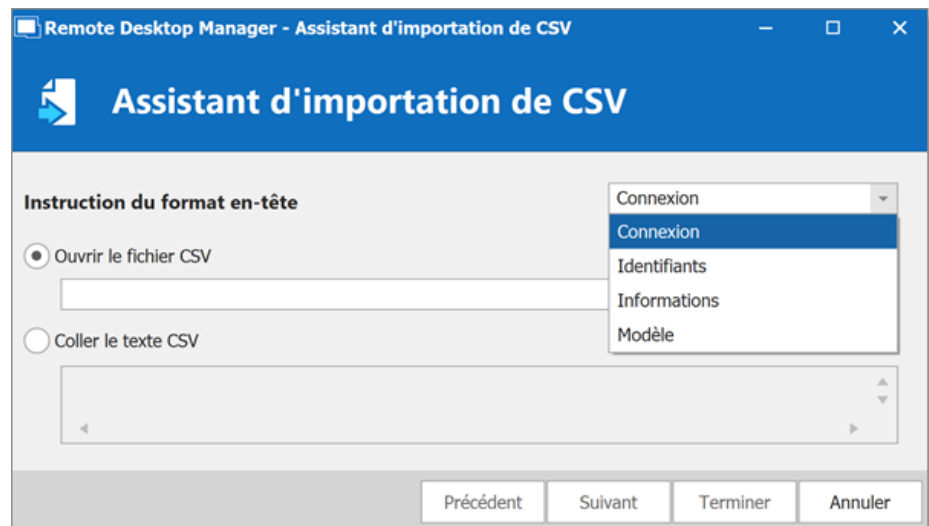 Remote Desktop Manager - Assistant d'importation de CSV
Assistant d'importation de CSV
Instruction du format en-tête
Connexion
Connexion
Identifiants
Informations
Modèle
Ouvrir le fichier CSV
Coller le texte CSV
Précédent Suivant Terminer Annuler